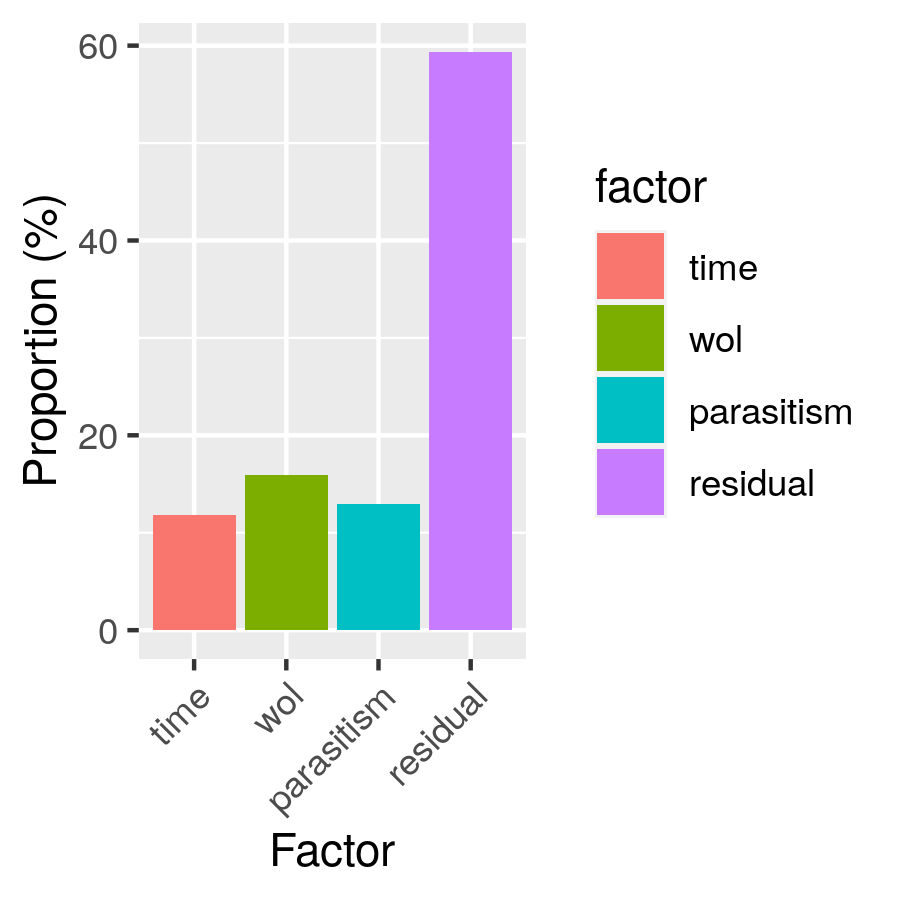 Proportion (%)
60
40
20
0
time
wol
parasitism
residual
Factor
factor
time
wol
parasitism
residual